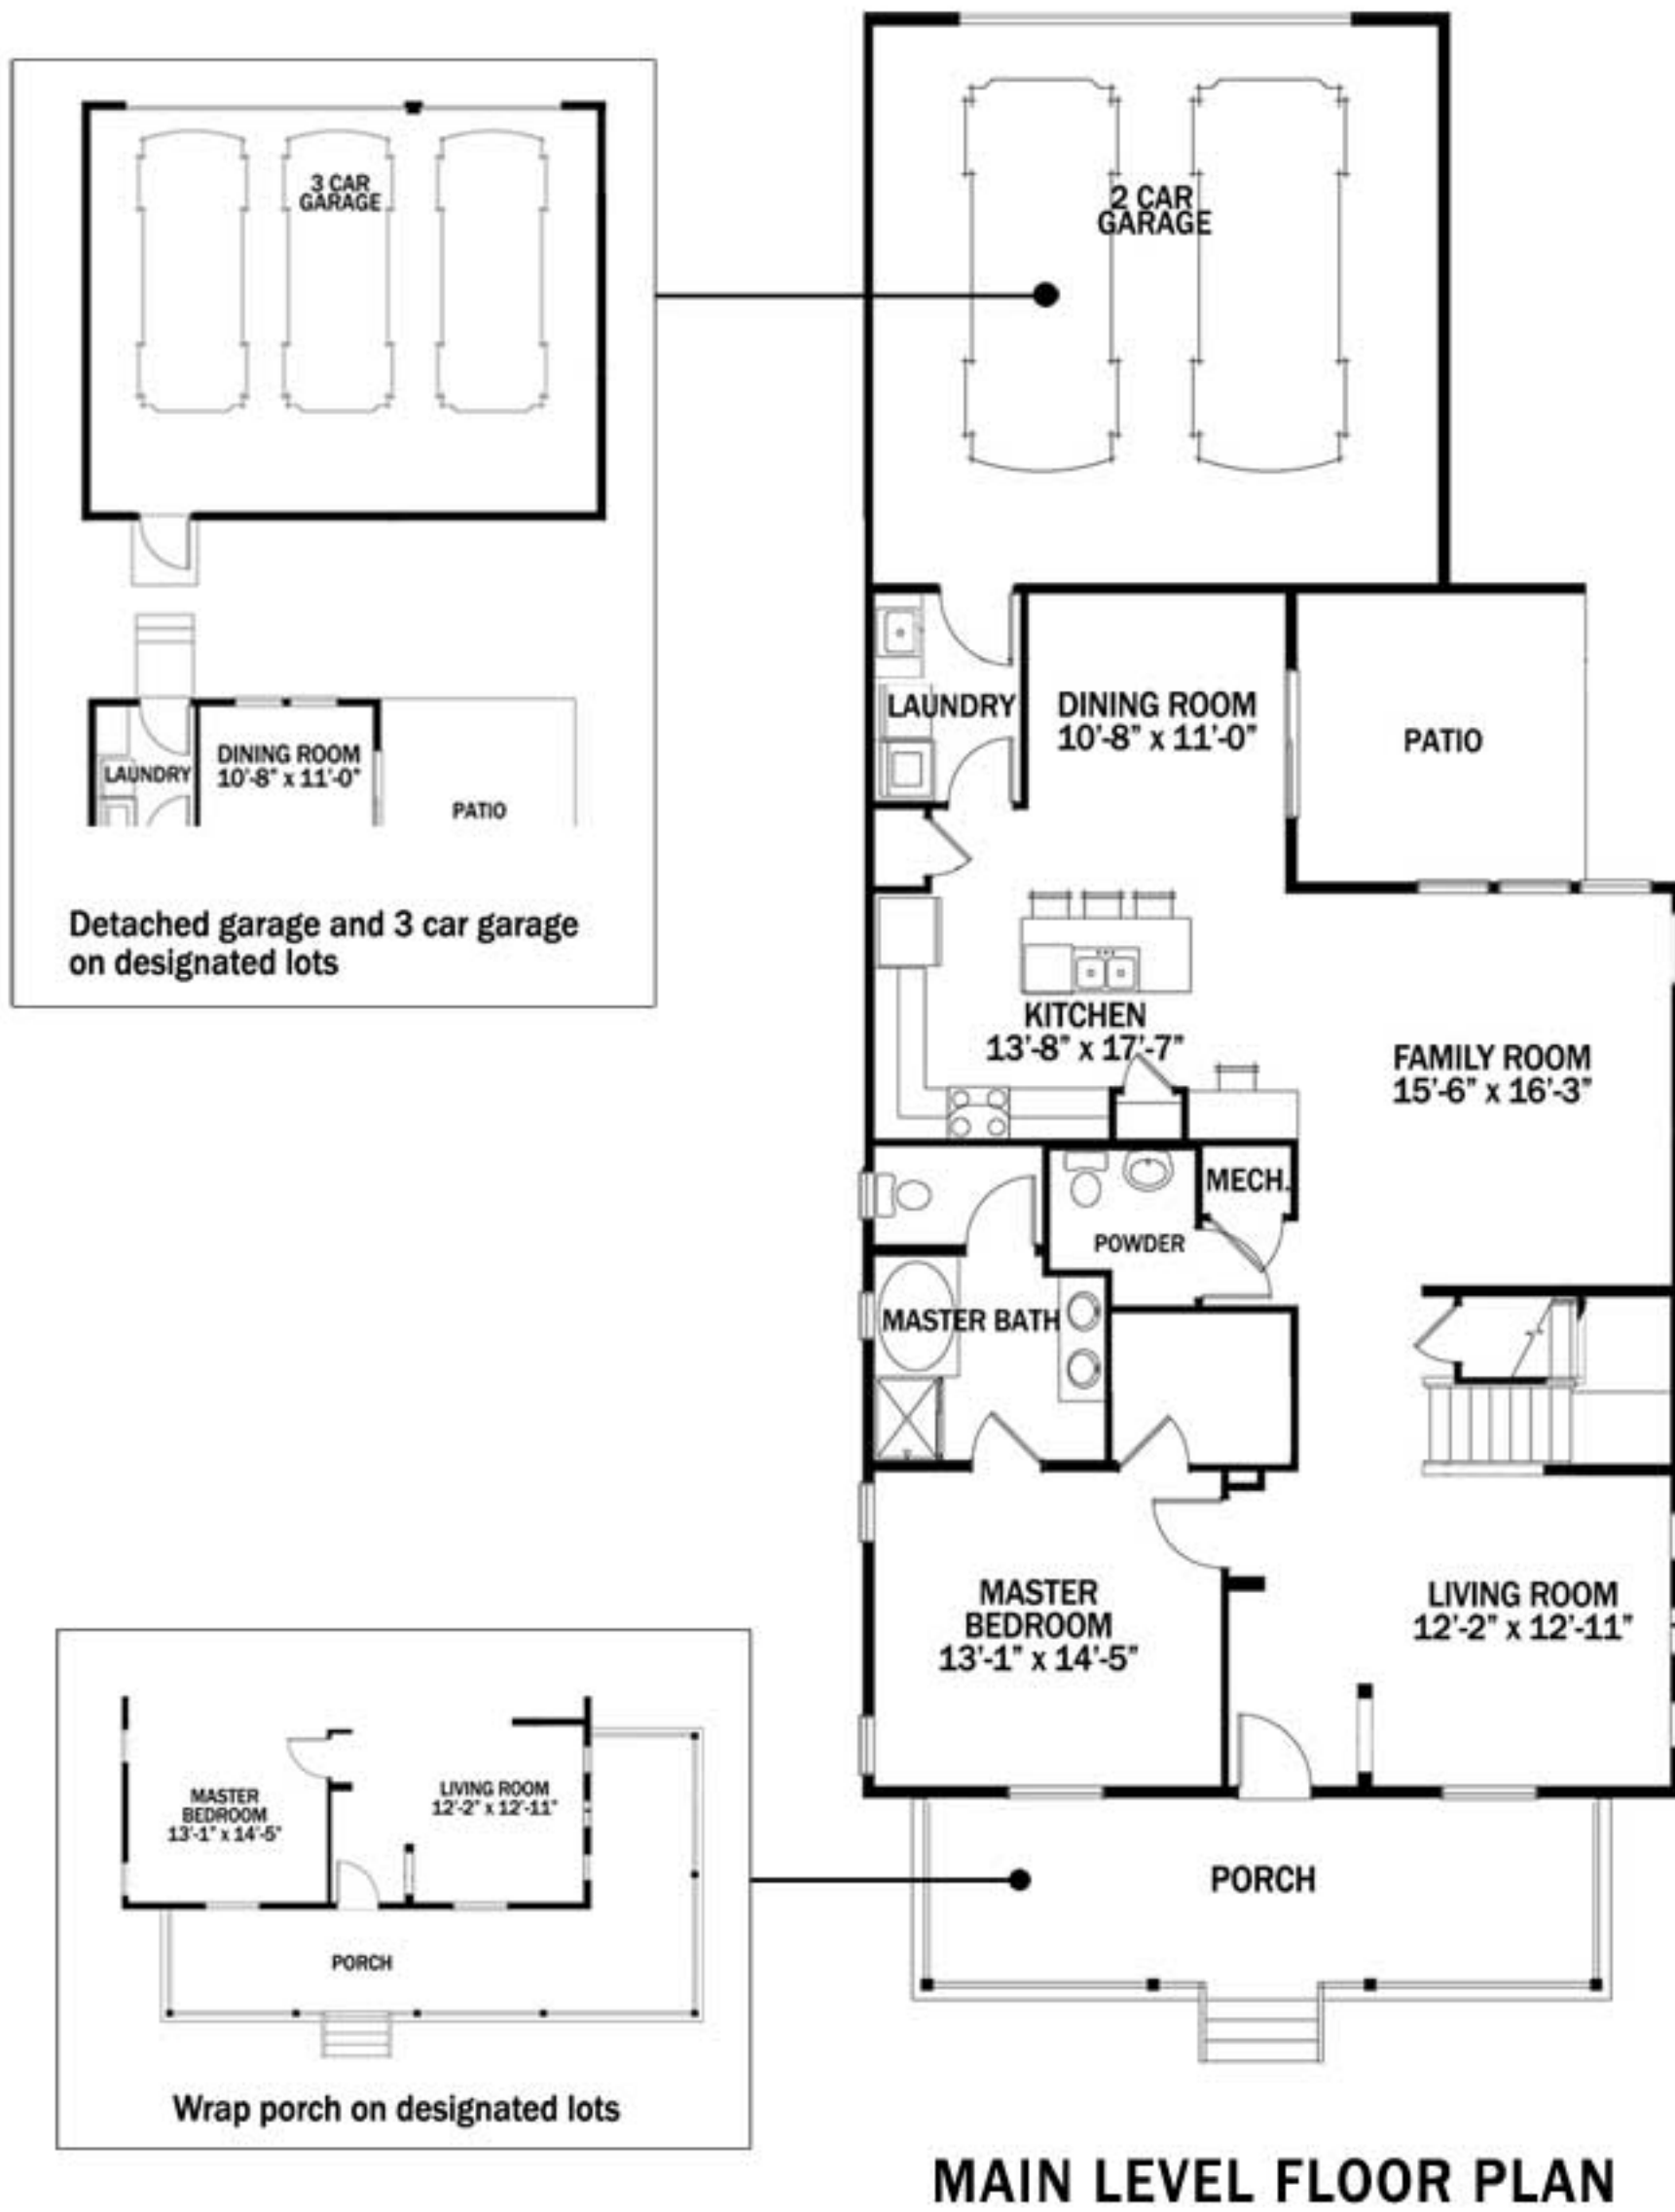 3 CAR
GARAGE
LAUNDRY
DINING ROOM
10'-8" x 11'-0"
PATIO
Detached garage and 3 car garage
on designated lots
2 CAR
GARAGE
LAUNDRY
DINING ROOM
10'-8" x 11'-0"
PATIO
KITCHEN
13'-8" x 17'-7"
FAMILY ROOM
15'-6" x 16'-3"
MECH.
POWDER
MASTER BATH
MASTER
BEDROOM
13'-1" x 14'-5"
LIVING ROOM
12'-2" x 12'-11"
PORCH
MASTER
BEDROOM
13'-1" x 14'-5"
LIVING ROOM
12'-2" x 12'-11"
PORCH
Wrap porch on designated lots
MAIN LEVEL FLOOR PLAN